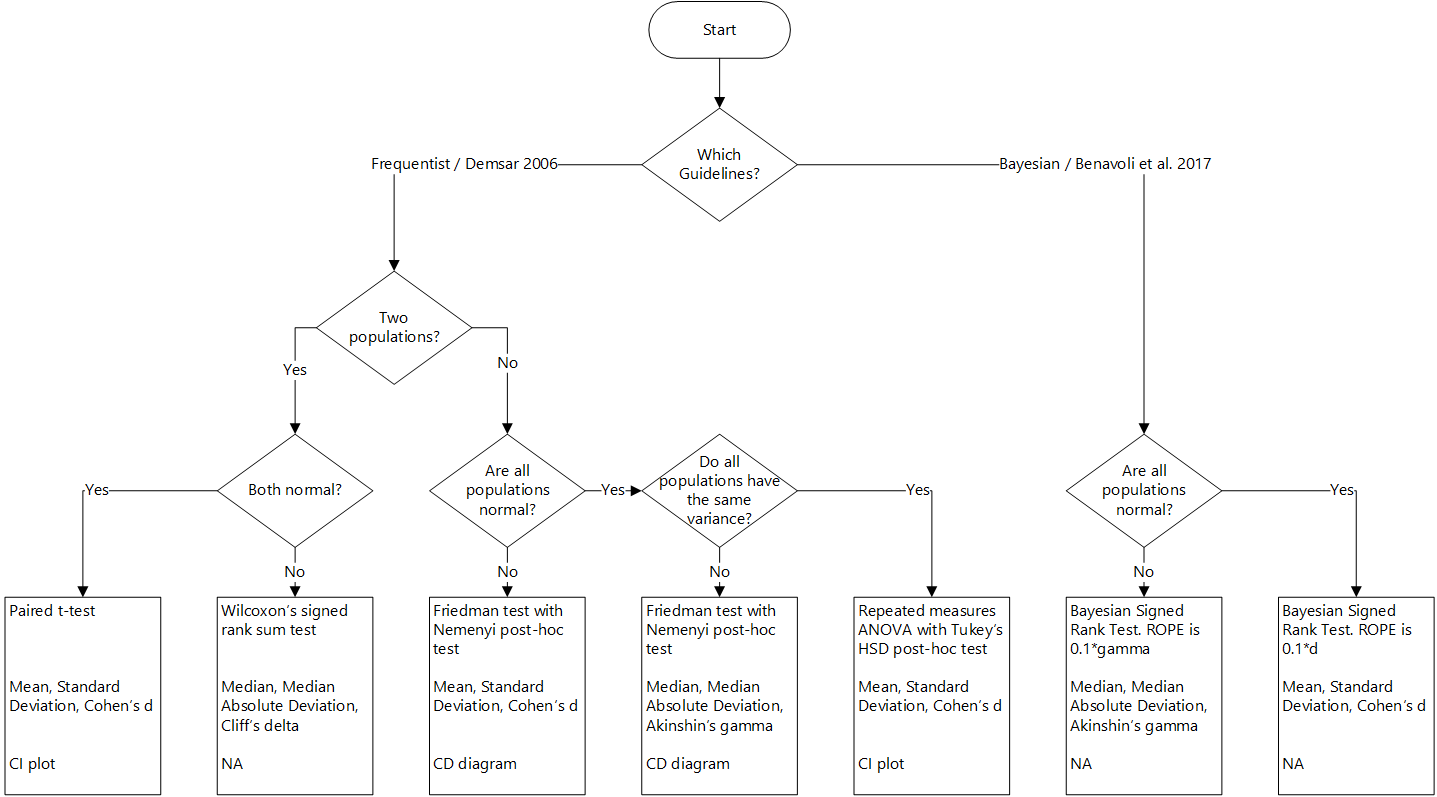 Start
Which
Guidelines?
Frequentist / Demsar 2006
Bayesian / Benavoli et al. 2017
Two
populations?
Yes
No
Both normal?
Yes
No
Are all
populations
normal?
Yes
No
Do all
populations have
the same
variance?
Yes
No
Are all
populations
normal?
Yes
No
Paired t-test
Mean, Standard
Deviation, Cohen’s d
CI plot
Wilcoxon’s signed
rank sum test
Median, Median
Absolute Deviation,
Cliff’s delta
NA
Friedman test with
Nemenyi post-hoc
test
Mean, Standard
Deviation, Cohen’s d
CD diagram
Friedman test with
Nemenyi post-hoc
test
Median, Median
Absolute Deviation,
Akinshin’s gamma
CD diagram
Repeated measures
ANOVA with Tukey’s
HSD post-hoc test
Mean, Standard
Deviation, Cohen’s d
CI plot
Bayesian Signed
Rank Test. ROPE is
0.1*gamma
Median, Median
Absolute Deviation,
Akinshin’s gamma
NA
Bayesian Signed
Rank Test. ROPE is
0.1*d
Mean, Standard
Deviation, Cohen’s d
NA